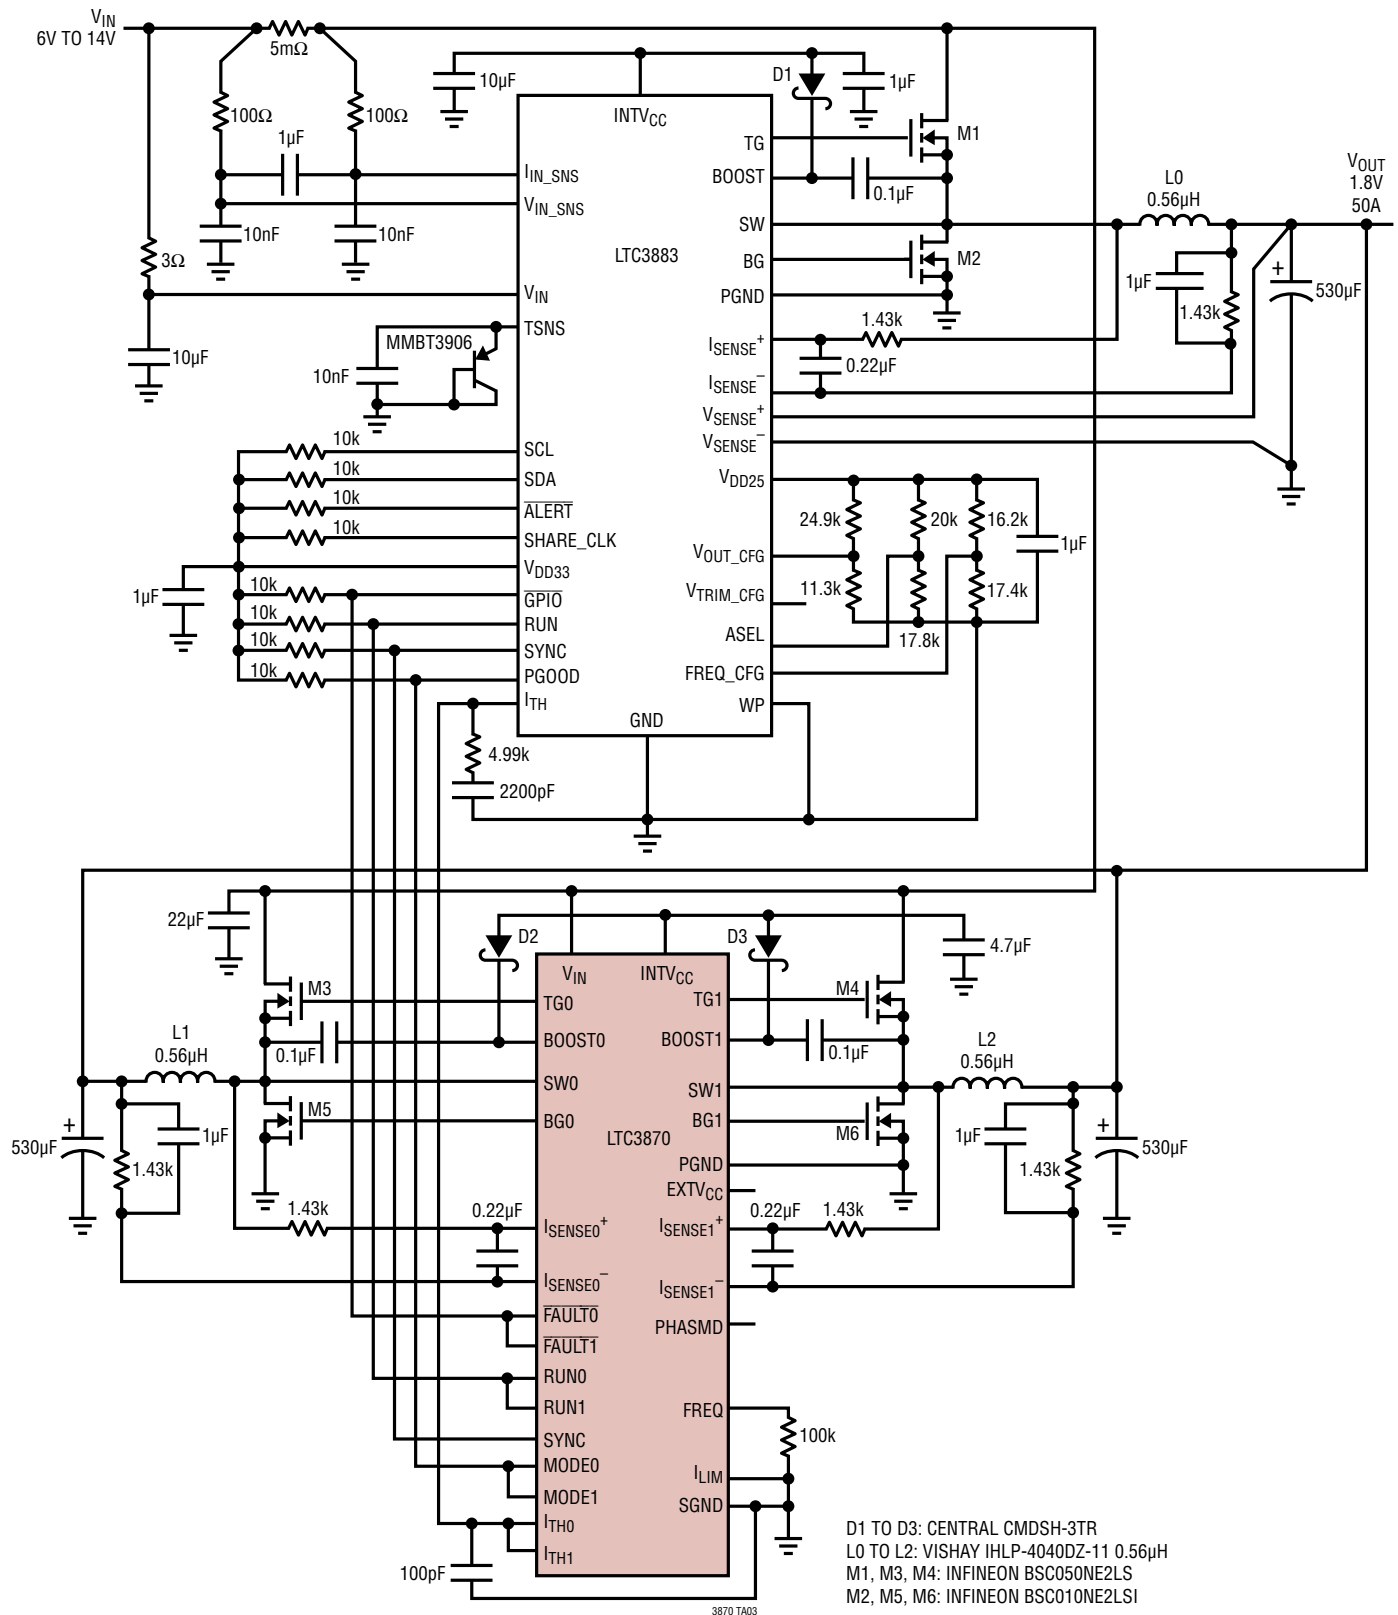 VIN
6V TO 14V
5mΩ
100Ω
100Ω
1µF
10nF
10nF
3Ω
10µF
10µF
D1
1µF
INTVCC
TG
M1
BOOST
0.1µF
IIN_SNS
VIN_SNS
LTC3883
SW
BG
M2
PGND
L0
0.56µH
VOUT
1.8V
50A
1µF
1.43k
+
530µF
VIN
TSNS
MMBT3906
10nF
ISENSE+
1.43k
0.22µF
ISENSE–
VSENSE+
VSENSE–
10k
SCL
10k
SDA
10k
ALERT
10k
SHARE_CLK
VDD33
1µF
10k
GPIO
10k
RUN
10k
SYNC
10k
PGOOD
ITH
VDD25
24.9k
20k
16.2k
1µF
VOUT_CFG
VTRIM_CFG
11.3k
17.4k
17.8k
ASEL
FREQ_CFG
WP
GND
4.99k
2200pF
22µF
D2
D3
4.7µF
VIN
INTVCC
M3
TG0
TG1
M4
BOOST0
BOOST1
0.1µF
0.1µF
L1
0.56µH
L2
0.56µH
SW0
SW1
M5
BG0
BG1
M6
LTC3870
PGND
EXTVCC
+
530µF
1.43k
1µF
1µF
1.43k
+
530µF
1.43k
0.22µF
ISENSE0+
ISENSE1+
0.22µF
1.43k
ISENSE0–
ISENSE1–
FAULT0
FAULT1
PHASMD
RUN0
RUN1
FREQ
100k
SYNC
MODE0
MODE1
ILIM
SGND
ITH0
ITH1
100pF
D1 TO D3: CENTRAL CMDSH-3TR
L0 TO L2: VISHAY IHLP-4040DZ-11 0.56µH
M1, M3, M4: INFINEON BSC050NE2LS
M2, M5, M6: INFINEON BSC010NE2LSI
3870 TA03